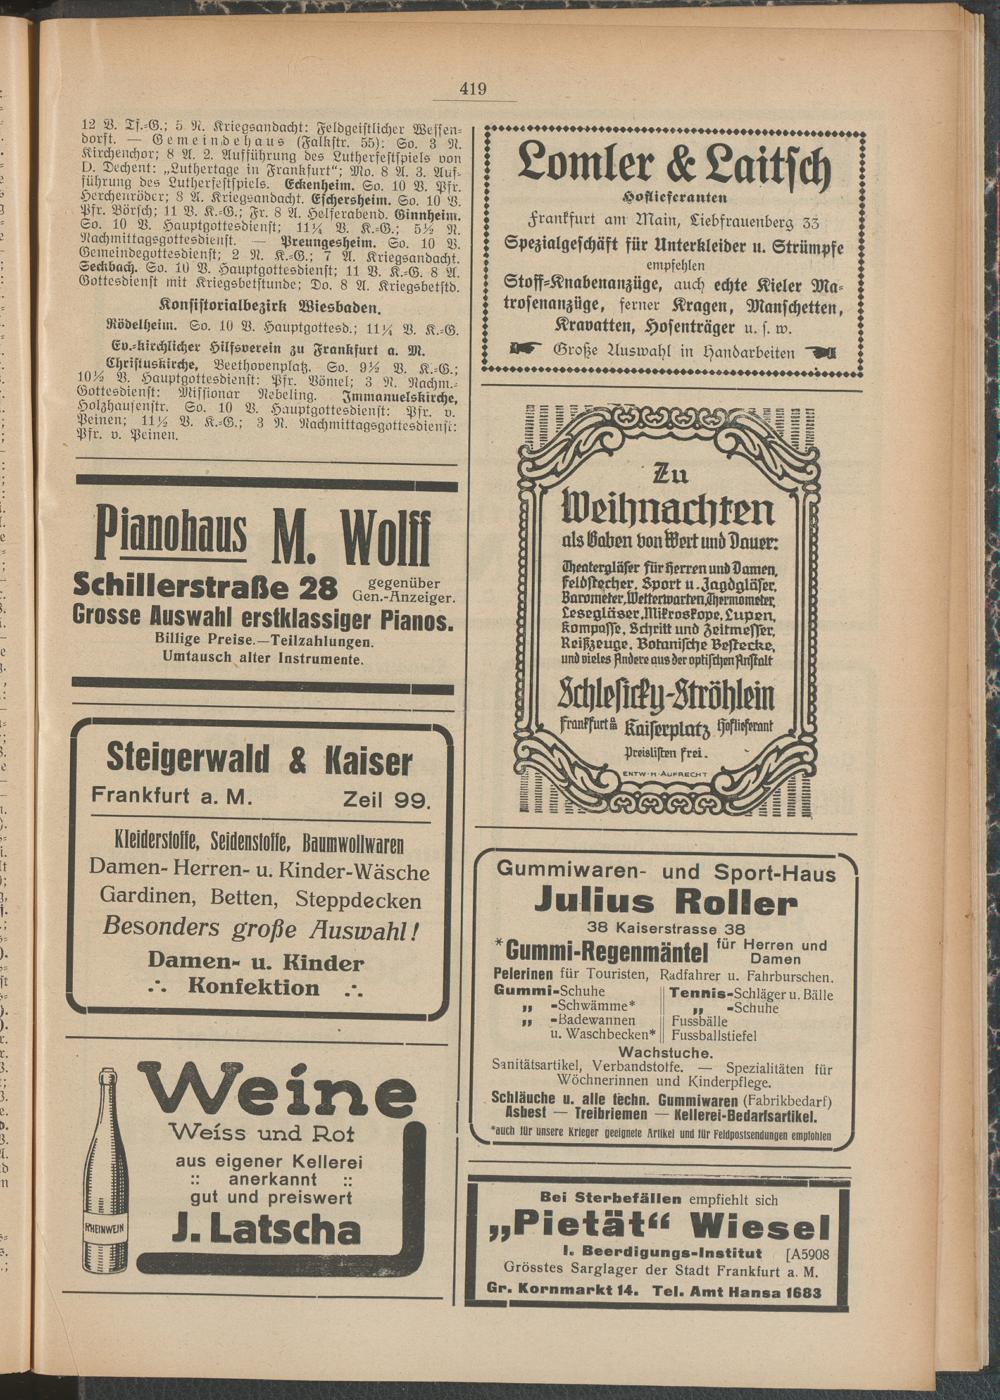 419
12 V. Tf.-G.; 5 N. Kriegsandacht: Feldgeistlicher Wessen-
dorft. — Gemeindehaus (Falkstr. 55): So. 3 N.
Kirchenchor; 8 A. 2. Aufführung des Lutherfestspiels von
D. Dechent: „Luthertage in Frankfurt“; Mo. 8 A. 3. Auf-
führung des Lutherfestspiels. Eckenheim. So. 10 V. Pfr.
Herchenröder; 8 A. Kriegsandacht. Eschersheim. So. 10 V.
Pfr. Börsch; 11 V. K.-G.; Fr. 8 A. Helferabend. Ginnheim.
So. 10 V. Hauptgottesdienst; 11¼ V. K.-G.; 5½ N.
Nachmittagsgottesdienst. — Preungesheim. So. 10 V.
Gemeindegottesdienst; 2 N. K.-G.; 7 A. Kriegsandacht.
Seckbach. So. 10 V. Hauptgottesdienst; 11 V. K.-G. 8 A.
Gottesdienst mit Kriegsbetstunde; Do. 8 A. Kriegsbetstd.
Konsistorialbezirk Wiesbaden.
Rödelheim. So. 10 V. Hauptgottesd.; 11¼ V. K.-G.
Ev.-kirchlicher Hilfsverein zu Frankfurt a. M.
Christuskirche, Beethovenplatz. So. 9½ V. K.-G.;
10½ V. Hauptgottesdienst: Pfr. Bömel; 3 N. Nachm.-
Gottesdienst: Missionar Nebeling. Immanuelskirche,
Holzhausenstr. So. 10 V. Hauptgottesdienst: Pfr. v.
Peinen; 11½ V. K.-G.; 3 N. Nachmittagsgottesdienst:
Pfr. v. Peinen.
Pianohaus M. Wolff
Schillerstraße 28 gegenüber
Gen.-Anzeiger.
Grosse Auswahl erstklassiger Pianos.
Billige Preise.—Teilzahlungen.
Umtausch alter Instrumente.
Steigerwald & Kaiser
Frankfurt a. M. Zeil 99.
Kleiderstoffe, Seidenstoffe, Baumwollwaren
Damen- Herren- u. Kinder-Wäsche
Gardinen, Betten, Steppdecken
Besonders große Auswahl!
Damen- u. Kinder
∴ Konfektion ∴
Weine
Weiss und Rot
aus eigener Kellerei
:: anerkannt ::
gut und preiswert
J. Latscha
RHEINWEIN
Lomler & Laitsch
Hoflieferanten
Frankfurt am Main, Liebfrauenberg 33
Spezialgeschäft für Unterkleider u. Strümpfe
empfehlen
Stoff-Knabenanzüge, auch echte Kieler Ma-
trosenanzüge, ferner Kragen, Manschetten,
Kravatten, Hosenträger u. s. w.
Große Auswahl in Handarbeiten
Zu
Weihnachten
als Gaben von Wert und Dauer:
Theatergläser für Herren und Damen,
Feldstecher, Sport u. Jagdgläser,
Barometer, Wetterwarten, Thermometer,
Lesegläser, Mikroskope, Lupen,
Kompasse, Schritt und Zeitmesser,
Reißzeuge, Botanische Bestecke,
und vieles Andere aus der optischen Anstalt
Schlesicky-Ströhlein
Frankfurt a. M. Kaiserplatz Hoflieferant
Preislisten frei.
ENTW·H·AUFRECHT
Gummiwaren- und Sport-Haus
Julius Roller
38 Kaiserstrasse 38
*Gummi-Regenmäntel für Herren und
Damen
Pelerinen für Touristen, Radfahrer u. Fahrburschen.
Gummi-Schuhe
„ -Schwämme*
„ -Badewannen
u. Waschbecken*
Tennis-Schläger u. Bälle
„ -Schuhe
Fussbälle
Fussballstiefel
Wachstuche.
Sanitätsartikel, Verbandstoffe. — Spezialitäten für
Wöchnerinnen und Kinderpflege.
Schläuche u. alle techn. Gummiwaren (Fabrikbedarf)
Asbest — Treibriemen — Kellerei-Bedarfsartikel.
*auch für unsere Krieger geeignete Artikel und für Feldpostsendungen empfohlen
Bei Sterbefällen empfiehlt sich
„Pietät“ Wiesel
I. Beerdigungs-Institut [A5908
Grösstes Sarglager der Stadt Frankfurt a. M.
Gr. Kornmarkt 14. Tel. Amt Hansa 1683